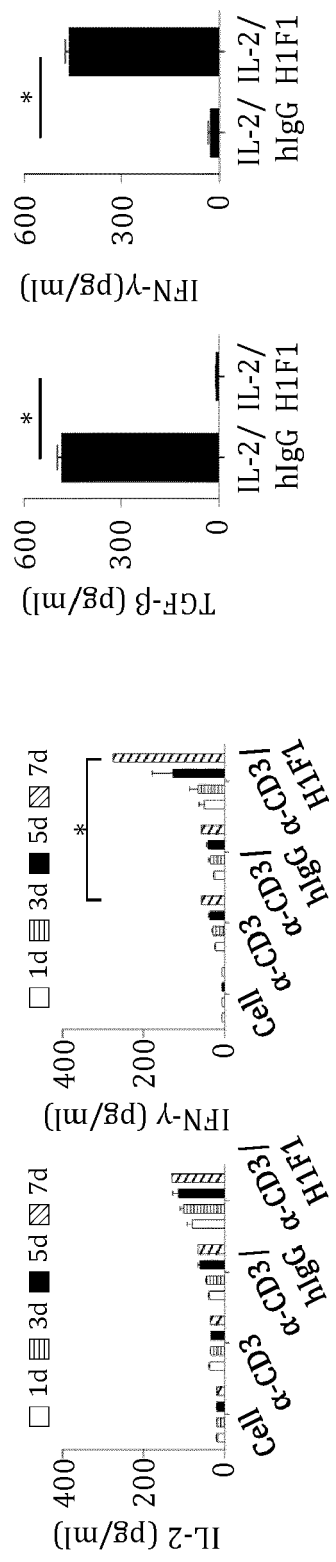 1d 3d 5d 7d
IL-2 (pg/ml)
400
200
0
Cell
α-CD3
α-CD3/
hIgG
α-CD3/
H1F1
1d 3d 5d 7d
IFN-γ (pg/ml)
400
200
0
*
Cell
α-CD3
α-CD3/
hIgG
α-CD3/
H1F1
TGF-β (pg/ml)
600
300
0
*
IL-2/ IL-2/
hIgG H1F1
IFN-γ(pg/ml)
600
300
0
*
IL-2/ IL-2/
hIgG H1F1